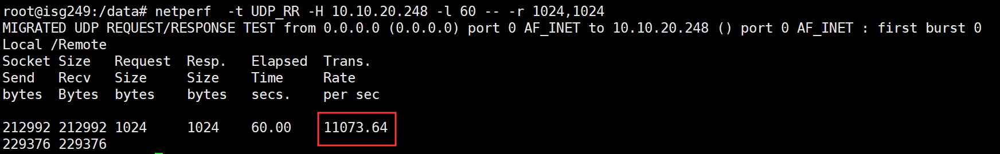 root@isg249:/data# netperf  -t UDP_RR -H 10.10.20.248 -l 60 -- -r 1024,1024
MIGRATED UDP REQUEST/RESPONSE TEST from 0.0.0.0 (0.0.0.0) port 0 AF_INET to 10.10.20.248 () port 0 AF_INET : first burst 0
Local /Remote
Socket Size   Request  Resp.   Elapsed  Trans.
Send   Recv   Size     Size    Time     Rate
bytes  Bytes  bytes    bytes   secs.    per sec
212992 212992 1024     1024    60.00    11073.64
229376 229376